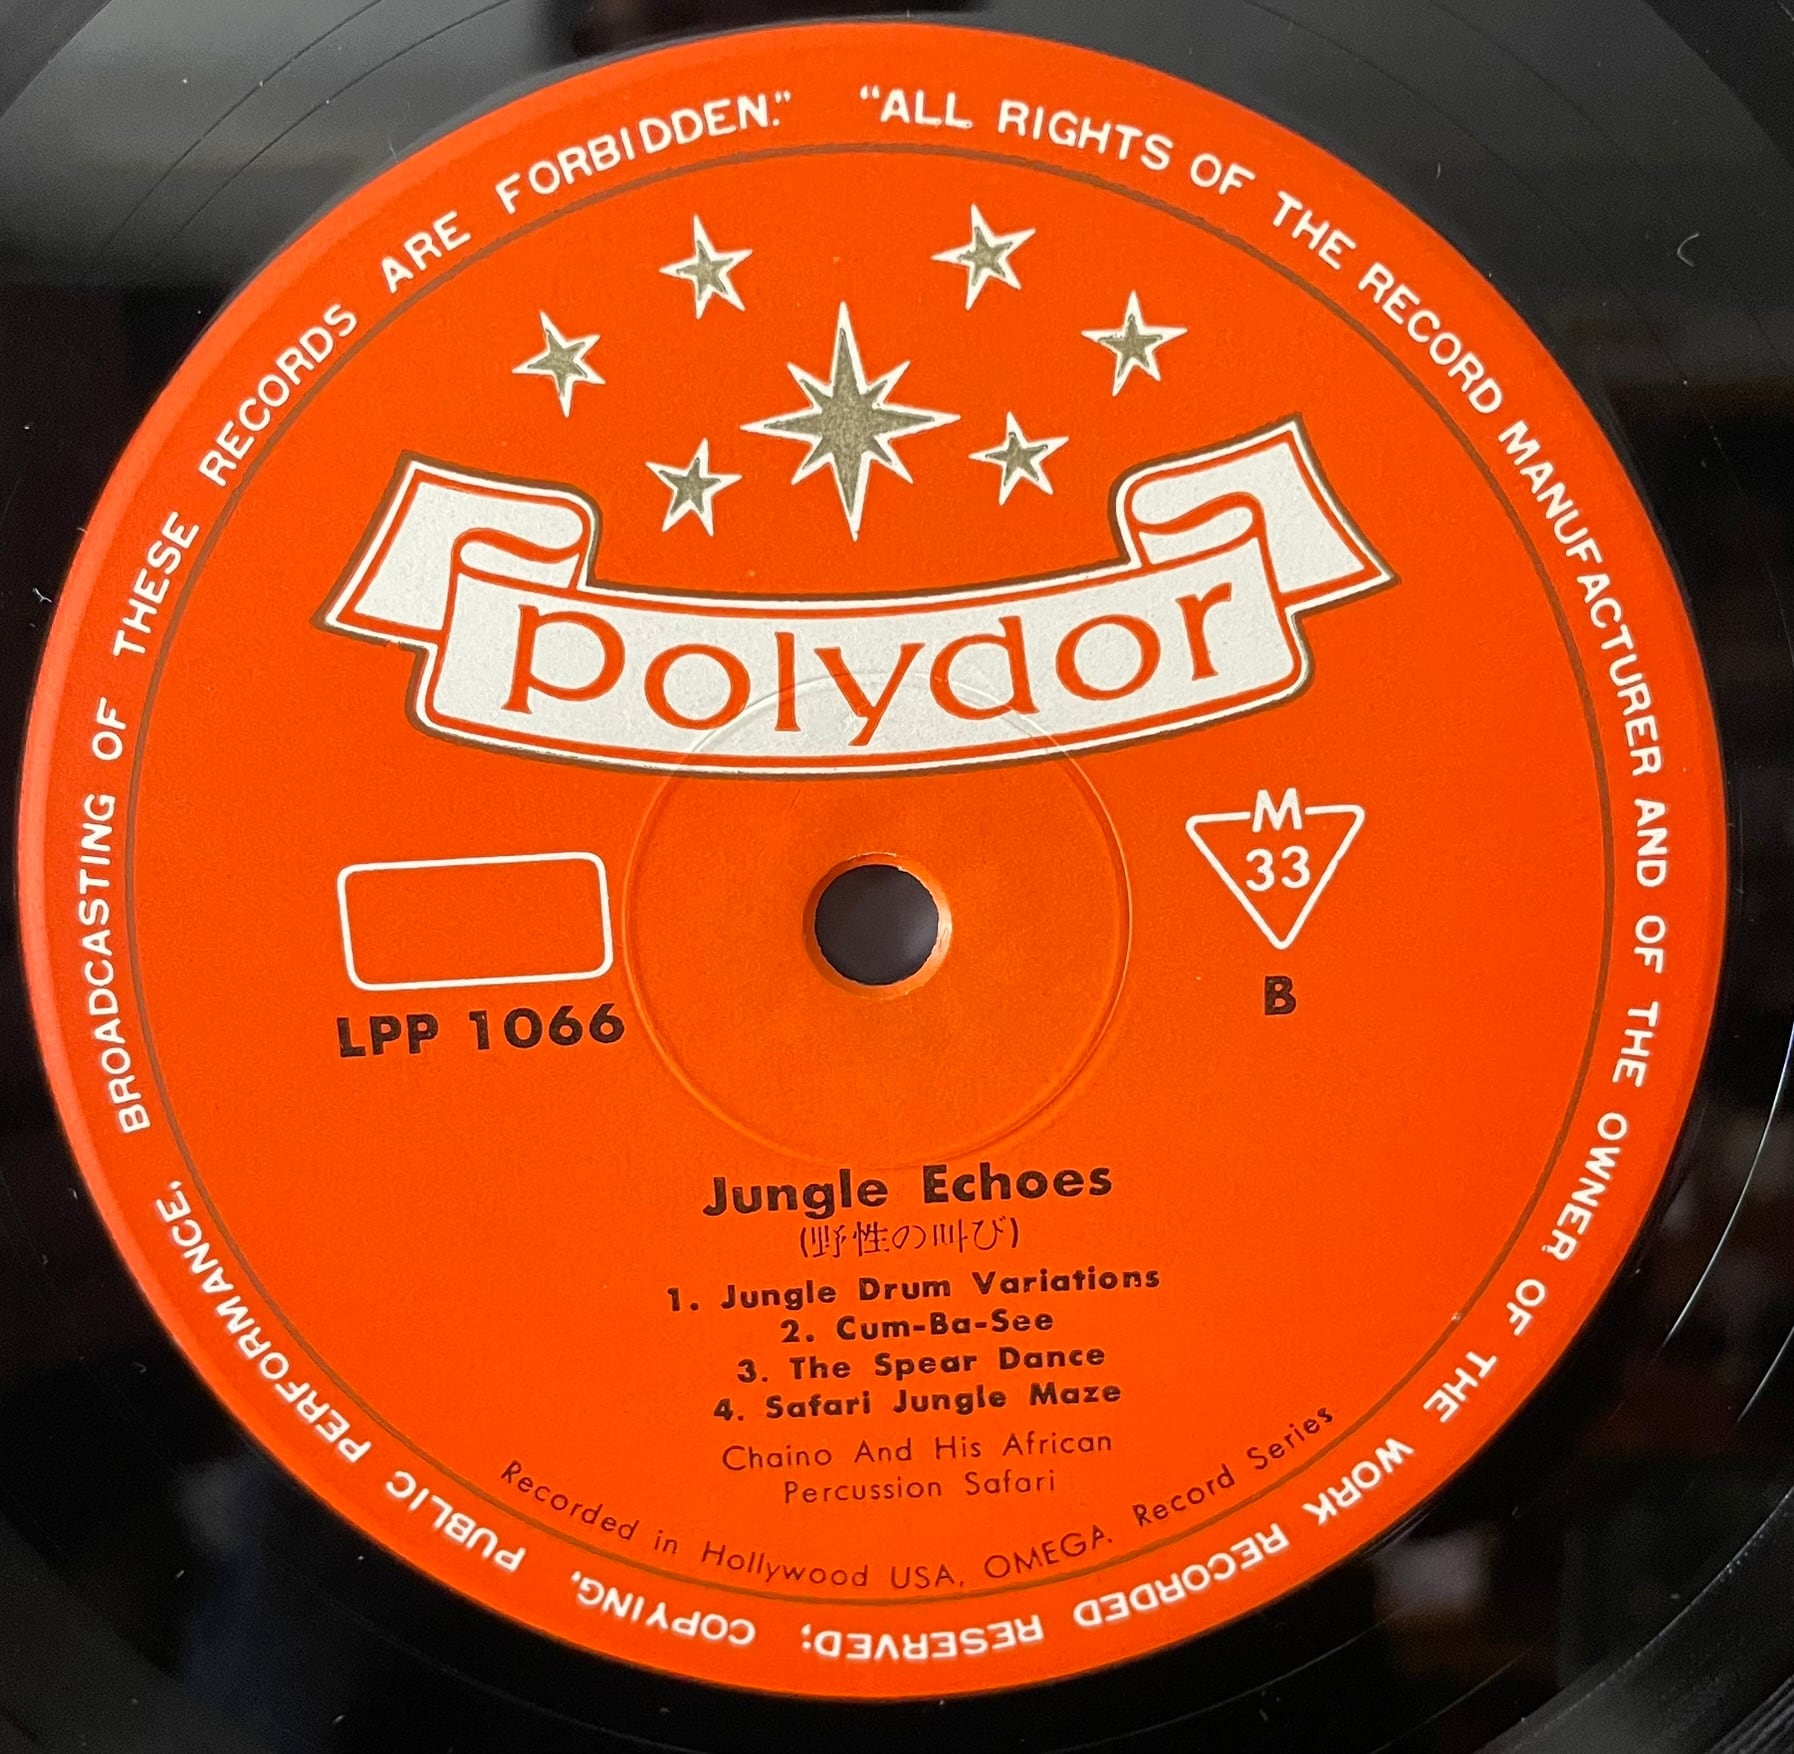 "ALL RIGHTS OF THE RECORD MANUFACTURER AND OF THE OWNER OF THE WORK RECORDED RESERVED; COPYING, PUBLIC PERFORMANCE, BROADCASTING OF THESE RECORDS ARE FORBIDDEN."
polydor
M
33
LPP 1066
B
Jungle Echoes
(野性の叫び)
1. Jungle Drum Variations
2. Cum-Ba-See
3. The Spear Dance
4. Safari Jungle Maze
Chaino And His African
Percussion Safari
Recorded in Hollywood USA, OMEGA Record Series